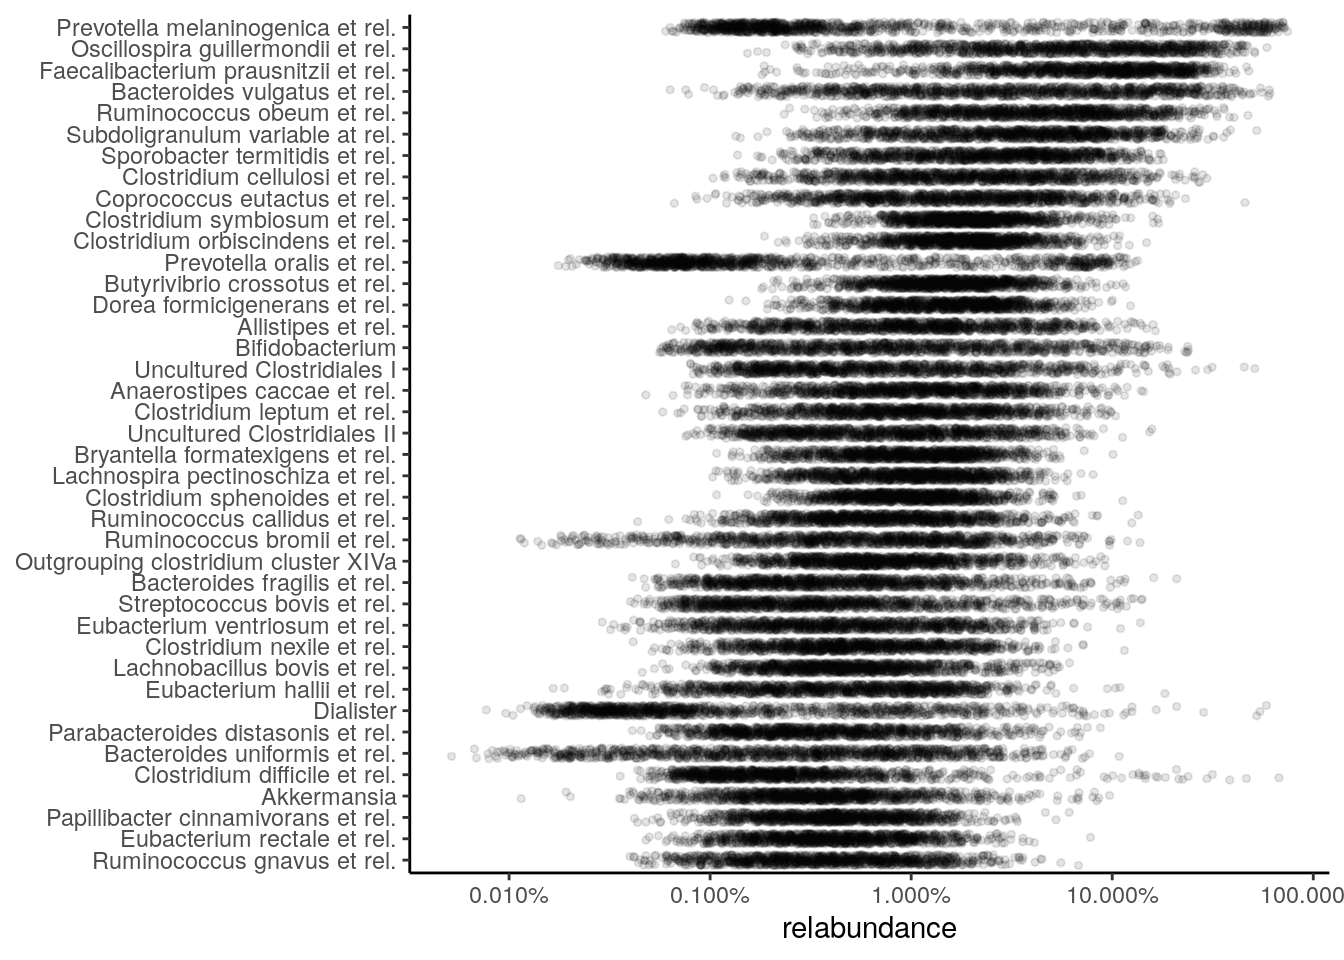 Prevotella melaninogenica et rel.
Oscillospira guillermondii et rel.
Faecalibacterium prausnitzii et rel.
Bacteroides vulgatus et rel.
Ruminococcus obeum et rel.
Subdoligranulum variable at rel.
Sporobacter termitidis et rel.
Clostridium cellulosi et rel.
Coprococcus eutactus et rel.
Clostridium symbiosum et rel.
Clostridium orbiscindens et rel.
Prevotella oralis et rel.
Butyrivibrio crossotus et rel.
Dorea formicigenerans et rel.
Allistipes et rel.
Bifidobacterium
Uncultured Clostridiales I
Anaerostipes caccae et rel.
Clostridium leptum et rel.
Uncultured Clostridiales II
Bryantella formatexigens et rel.
Lachnospira pectinoschiza et rel.
Clostridium sphenoides et rel.
Ruminococcus callidus et rel.
Ruminococcus bromii et rel.
Outgrouping clostridium cluster XIVa
Bacteroides fragilis et rel.
Streptococcus bovis et rel.
Eubacterium ventriosum et rel.
Clostridium nexile et rel.
Lachnobacillus bovis et rel.
Eubacterium hallii et rel.
Dialister
Parabacteroides distasonis et rel.
Bacteroides uniformis et rel.
Clostridium difficile et rel.
Akkermansia
Papillibacter cinnamivorans et rel.
Eubacterium rectale et rel.
Ruminococcus gnavus et rel.
0.010% 0.100% 1.000% 10.000% 100.000
relabundance